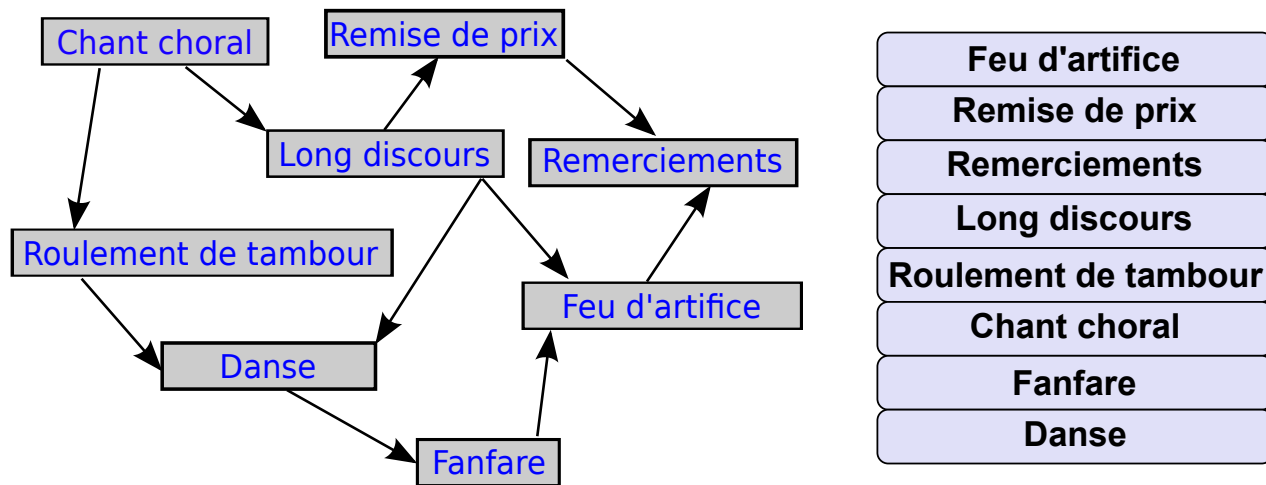 Chant choral
Remise de prix
Long discours
Remerciements
Roulement de tambour
Feu d'artifice
Danse
Fanfare
Feu d'artifice
Remise de prix
Remerciements
Long discours
Roulement de tambour
Chant choral
Fanfare
Danse